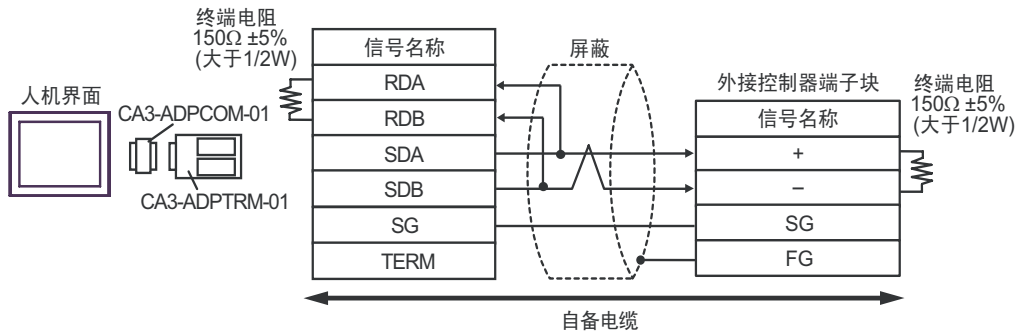 终端电阻
150Ω ±5%
(大于1/2W)
人机界面
CA3-ADPCOM-01
CA3-ADPTRM-01
信号名称
RDA
RDB
SDA
SDB
SG
TERM
屏蔽
外接控制器端子块
信号名称
+
−
SG
FG
终端电阻
150Ω ±5%
(大于1/2W)
自备电缆